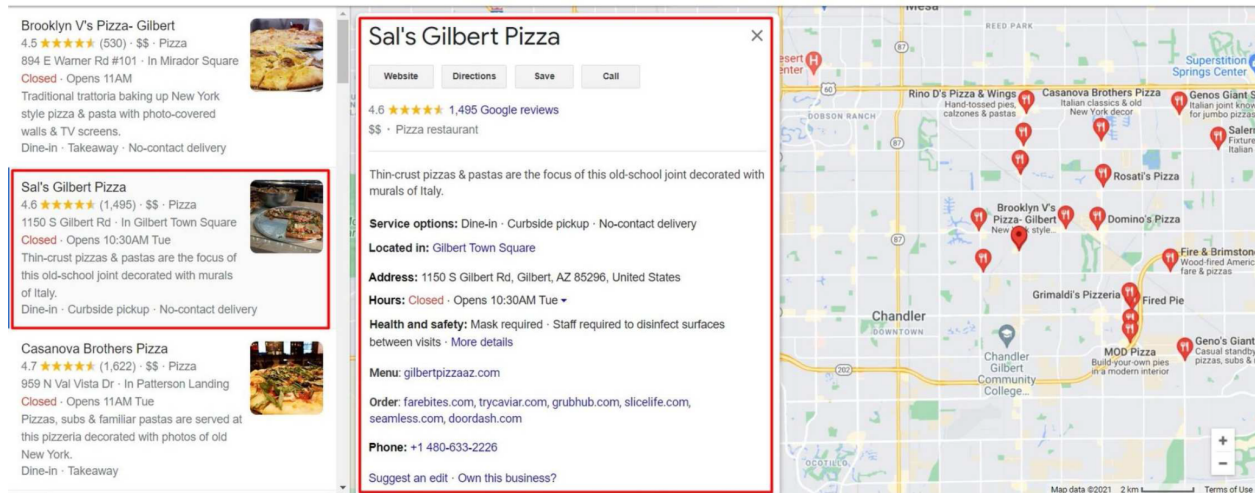 Brooklyn V's Pizza- Gilbert
4.5 ★★★★★ (530) · $$ · Pizza
894 E Warner Rd #101 · In Mirador Square
Closed · Opens 11AM
Traditional trattoria baking up New York
style pizza & pasta with photo-covered
walls & TV screens.
Dine-in · Takeaway · No-contact delivery
Sal's Gilbert Pizza
4.6 ★★★★★ (1,495) · $$ · Pizza
1150 S Gilbert Rd · In Gilbert Town Square
Closed · Opens 10:30AM Tue
Thin-crust pizzas & pastas are the focus of
this old-school joint decorated with murals
of Italy.
Dine-in · Curbside pickup · No-contact delivery
Casanova Brothers Pizza
4.7 ★★★★★ (1,622) · $$ · Pizza
959 N Val Vista Dr · In Patterson Landing
Closed · Opens 11AM Tue
Pizzas, subs & familiar pastas are served at
this pizzeria decorated with photos of old
New York.
Dine-in · Takeaway
Sal's Gilbert Pizza
Website Directions Save Call
4.6 ★★★★★ 1,495 Google reviews
$$ · Pizza restaurant
Thin-crust pizzas & pastas are the focus of this old-school joint decorated with
murals of Italy.
Service options: Dine-in · Curbside pickup · No-contact delivery
Located in: Gilbert Town Square
Address: 1150 S Gilbert Rd, Gilbert, AZ 85296, United States
Hours: Closed · Opens 10:30AM Tue
Health and safety: Mask required · Staff required to disinfect surfaces
between visits · More details
Menu: gilbertpizzaaz.com
Order: farebites.com, trycaviar.com, grubhub.com, slicelife.com,
seamless.com, doordash.com
Phone: +1 480-633-2226
Suggest an edit · Own this business?
Mesa
REED PARK
87
Superstition
Springs Center
60
DOBSON RANCH
Rino D's Pizza & Wings
Hand-tossed pies,
calzones & pastas
Casanova Brothers Pizza
Italian classics & old
New York decor
Genos Giant S
Italian joint know
for jumbo pizzas
Saler
Fixture
Italian
87
Rosati's Pizza
Brooklyn V's
Pizza- Gilbert
Domino's Pizza
87
Fire & Brimstone
Wood-fired Americ
fare & pizzas
Grimaldi's Pizzeria
Fired Pie
Chandler
DOWNTOWN
Chandler
Gilbert
Community
College...
MOD Pizza
Build-your-own pies
in a modern interior
Geno's Giant
Casual standby
pizzas, subs &
202
OCOTILLO
Map data ©2021 2 km Terms of Use